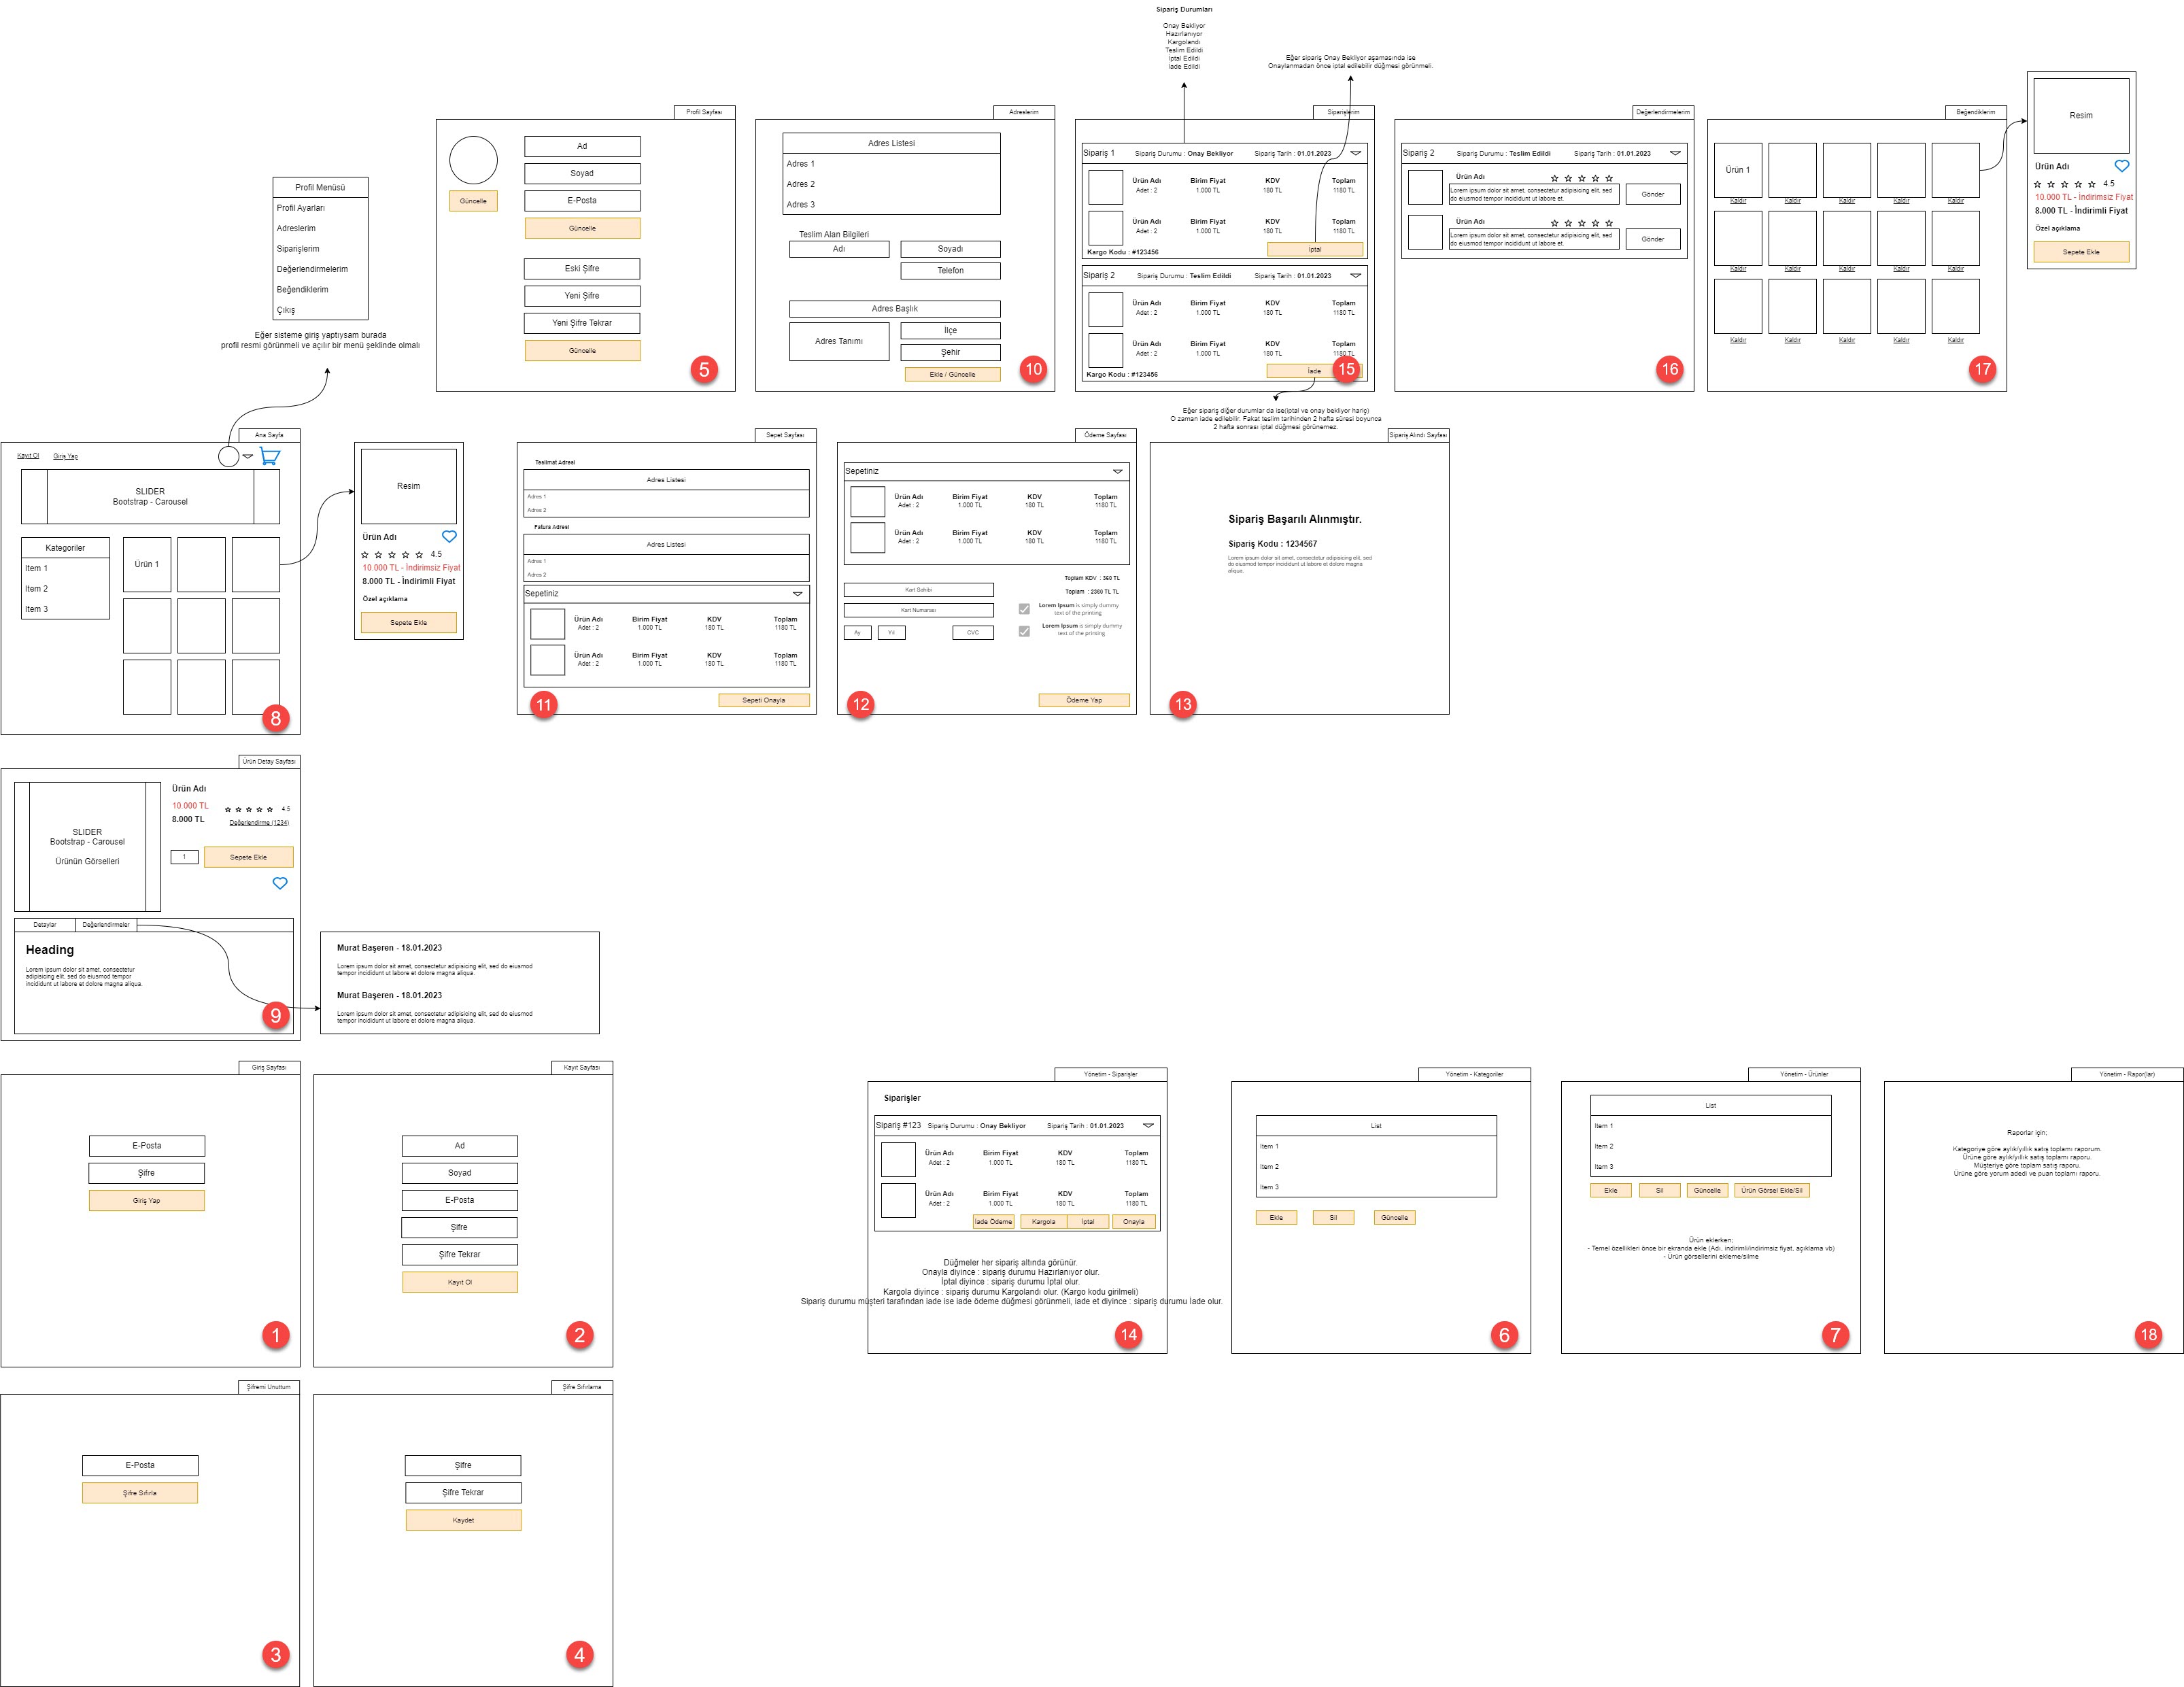 Sipariş Durumları
Onay Bekliyor
Hazırlanıyor
Kargolandı
Teslim Edildi
İptal Edildi
İade Edildi
Eğer sipariş Onay Bekliyor aşamasında ise
Onaylanmadan önce iptal edilebilir düğmesi görünmeli.
Profil Menüsü
Profil Ayarları
Adreslerim
Siparişlerim
Değerlendirmelerim
Beğendiklerim
Çıkış
Eğer sisteme giriş yaptıysam burada
profil resmi görünmeli ve açılır bir menü şeklinde olmalı
Profil Sayfası
Güncelle
Ad
Soyad
E-Posta
Güncelle
Eski Şifre
Yeni Şifre
Yeni Şifre Tekrar
Güncelle
5
Adreslerim
Adres Listesi
Adres 1
Adres 2
Adres 3
Teslim Alan Bilgileri
Adı
Soyadı
Telefon
Adres Başlık
Adres Tanımı
İlçe
Şehir
Ekle / Güncelle
10
Siparişlerim
Sipariş 1 Sipariş Durumu : Onay Bekliyor Sipariş Tarih : 01.01.2023
Ürün Adı Birim Fiyat KDV Toplam
Adet : 2 1.000 TL 180 TL 1180 TL
Ürün Adı Birim Fiyat KDV Toplam
Adet : 2 1.000 TL 180 TL 1180 TL
Kargo Kodu : #123456
İptal
Sipariş 2 Sipariş Durumu : Teslim Edildi Sipariş Tarih : 01.01.2023
Ürün Adı Birim Fiyat KDV Toplam
Adet : 2 1.000 TL 180 TL 1180 TL
Ürün Adı Birim Fiyat KDV Toplam
Adet : 2 1.000 TL 180 TL 1180 TL
Kargo Kodu : #123456
İade
15
Eğer sipariş diğer durumlar da ise(iptal ve onay bekliyor hariç)
O zaman iade edilebilir. Fakat teslim tarihinden 2 hafta süresi boyunca
2 hafta sonrası iptal düğmesi görünemez.
Değerlendirmelerim
Sipariş 2 Sipariş Durumu : Teslim Edildi Sipariş Tarih : 01.01.2023
Ürün Adı
Lorem ipsum dolor sit amet, consectetur adipisicing elit, sed
do eiusmod tempor incididunt ut labore et.
Gönder
Ürün Adı
Lorem ipsum dolor sit amet, consectetur adipisicing elit, sed
do eiusmod tempor incididunt ut labore et.
Gönder
16
Beğendiklerim
Ürün 1
Kaldır Kaldır Kaldır Kaldır Kaldır
Kaldır Kaldır Kaldır Kaldır Kaldır
Kaldır Kaldır Kaldır Kaldır Kaldır
17
Resim
Ürün Adı
4.5
10.000 TL - İndirimsiz Fiyat
8.000 TL - İndirimli Fiyat
Özel açıklama
Sepete Ekle
Ana Sayfa
Kayıt Ol Giriş Yap
SLIDER
Bootstrap - Carousel
Kategoriler
Item 1
Item 2
Item 3
Ürün 1
8
Resim
Ürün Adı
4.5
10.000 TL - İndirimsiz Fiyat
8.000 TL - İndirimli Fiyat
Özel açıklama
Sepete Ekle
Sepet Sayfası
Teslimat Adresi
Adres Listesi
Adres 1
Adres 2
Fatura Adresi
Adres Listesi
Adres 1
Adres 2
Sepetiniz
Ürün Adı Birim Fiyat KDV Toplam
Adet : 2 1.000 TL 180 TL 1180 TL
Ürün Adı Birim Fiyat KDV Toplam
Adet : 2 1.000 TL 180 TL 1180 TL
Sepeti Onayla
11
Ödeme Sayfası
Sepetiniz
Ürün Adı Birim Fiyat KDV Toplam
Adet : 2 1.000 TL 180 TL 1180 TL
Ürün Adı Birim Fiyat KDV Toplam
Adet : 2 1.000 TL 180 TL 1180 TL
Toplam KDV : 360 TL
Toplam : 2360 TL TL
Kart Sahibi
Kart Numarası
Ay Yıl CVC
Lorem Ipsum is simply dummy
text of the printing
Lorem Ipsum is simply dummy
text of the printing
Ödeme Yap
12
Sipariş Alındı Sayfası
Sipariş Başarılı Alınmıştır.
Sipariş Kodu : 1234567
Lorem ipsum dolor sit amet, consectetur adipisicing elit, sed
do eiusmod tempor incididunt ut labore et dolore magna
aliqua.
13
Ürün Detay Sayfası
SLIDER
Bootstrap - Carousel
Ürünün Görselleri
Ürün Adı
10.000 TL
8.000 TL
4.5
Değerlendirme (1234)
1
Sepete Ekle
Detaylar Değerlendirmeler
Heading
Lorem ipsum dolor sit amet, consectetur
adipisicing elit, sed do eiusmod tempor
incididunt ut labore et dolore magna aliqua.
9
Murat Başeren - 18.01.2023
Lorem ipsum dolor sit amet, consectetur adipisicing elit, sed do eiusmod
tempor incididunt ut labore et dolore magna aliqua.
Murat Başeren - 18.01.2023
Lorem ipsum dolor sit amet, consectetur adipisicing elit, sed do eiusmod
tempor incididunt ut labore et dolore magna aliqua.
Giriş Sayfası
E-Posta
Şifre
Giriş Yap
1
Kayıt Sayfası
Ad
Soyad
E-Posta
Şifre
Şifre Tekrar
Kayıt Ol
2
Yönetim - Siparişler
Siparişler
Sipariş #123 Sipariş Durumu : Onay Bekliyor Sipariş Tarih : 01.01.2023
Ürün Adı Birim Fiyat KDV Toplam
Adet : 2 1.000 TL 180 TL 1180 TL
Ürün Adı Birim Fiyat KDV Toplam
Adet : 2 1.000 TL 180 TL 1180 TL
İade Ödeme Kargola İptal Onayla
Düğmeler her sipariş altında görünür.
Onayla diyince : sipariş durumu Hazırlanıyor olur.
İptal diyince : sipariş durumu İptal olur.
Kargola diyince : sipariş durumu Kargolandı olur. (Kargo kodu girilmeli)
Sipariş durumu müşteri tarafından iade ise iade ödeme düğmesi görünmeli, iade et diyince : sipariş durumu İade olur.
14
Yönetim - Kategoriler
List
Item 1
Item 2
Item 3
Ekle Sil Güncelle
6
Yönetim - Ürünler
List
Item 1
Item 2
Item 3
Ekle Sil Güncelle Ürün Görsel Ekle/Sil
Ürün eklerken;
- Temel özellikleri önce bir ekranda ekle (Adı, indirimli/indirimsiz fiyat, açıklama vb)
- Ürün görsellerini ekleme/silme
7
Yönetim - Rapor(lar)
Raporlar için;
Kategoriye göre aylık/yıllık satış toplamı raporum.
Ürüne göre aylık/yıllık satış toplamı raporu.
Müşteriye göre toplam satış raporu.
Ürüne göre yorum adedi ve puan toplamı raporu.
18
Şifremi Unuttum
E-Posta
Şifre Sıfırla
3
Şifre Sıfırlama
Şifre
Şifre Tekrar
Kaydet
4